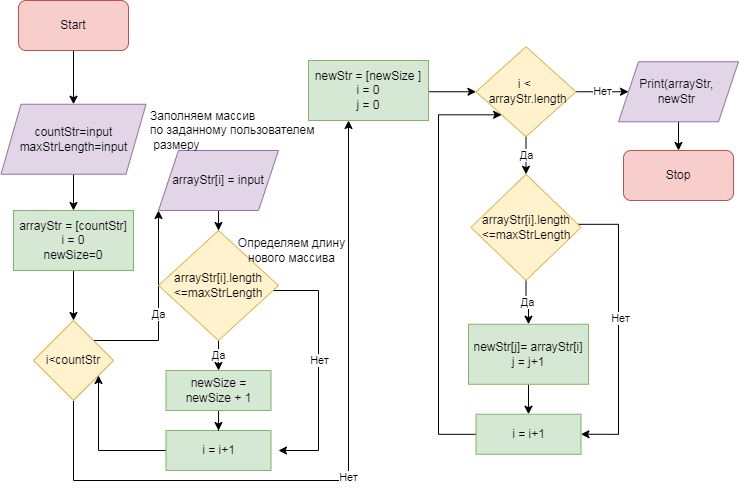 Start
countStr=input
maxStrLength=input
arrayStr = [countStr]
i = 0
newSize=0
i<countStr
Да
Нет
Заполняем массив
по заданному пользователем
размеру
arrayStr[i] = input
Определяем длину
нового массива
arrayStr[i].length
<=maxStrLength
Да
Нет
newSize =
newSize + 1
i = i+1
newStr = [newSize ]
i = 0
j = 0
i <
arrayStr.length
Нет
Да
Print(arrayStr,
newStr
Stop
arrayStr[i].length
<=maxStrLength
Да
Нет
newStr[j]= arrayStr[i]
j = j+1
i = i+1